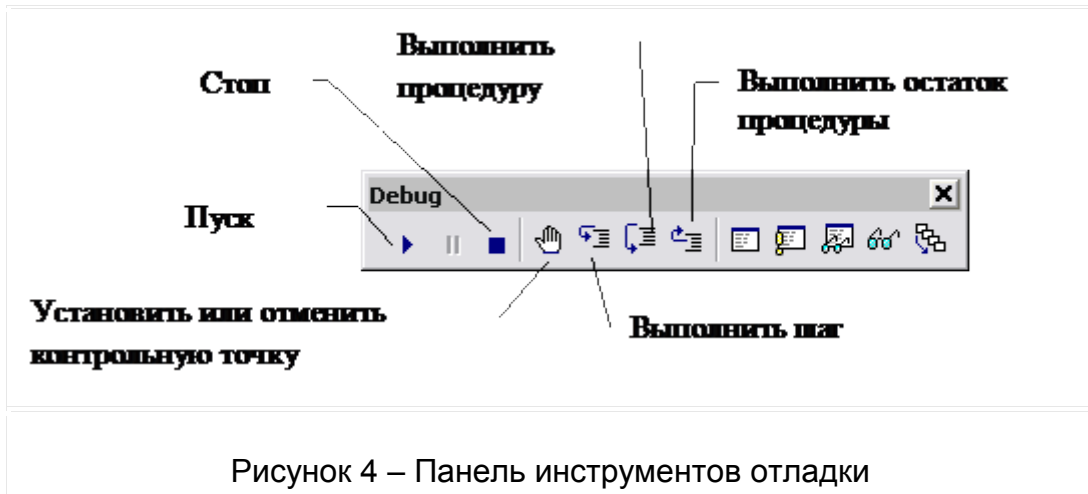 Выполнить
процедуру
Стоп
Выполнить остаток
процедуры
Debug
Пуск
Установить или отменить
контрольную точку
Выполнить шаг
Рисунок 4 – Панель инструментов отладки